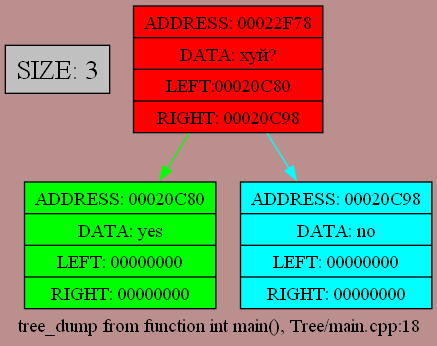 SIZE: 3
ADDRESS: 00022F78
DATA: хуй?
LEFT:00020C80
RIGHT: 00020C98
ADDRESS: 00020C80
DATA: yes
LEFT: 00000000
RIGHT: 00000000
ADDRESS: 00020C98
DATA: no
LEFT: 00000000
RIGHT: 00000000
tree_dump from function int main(), Tree/main.cpp:18